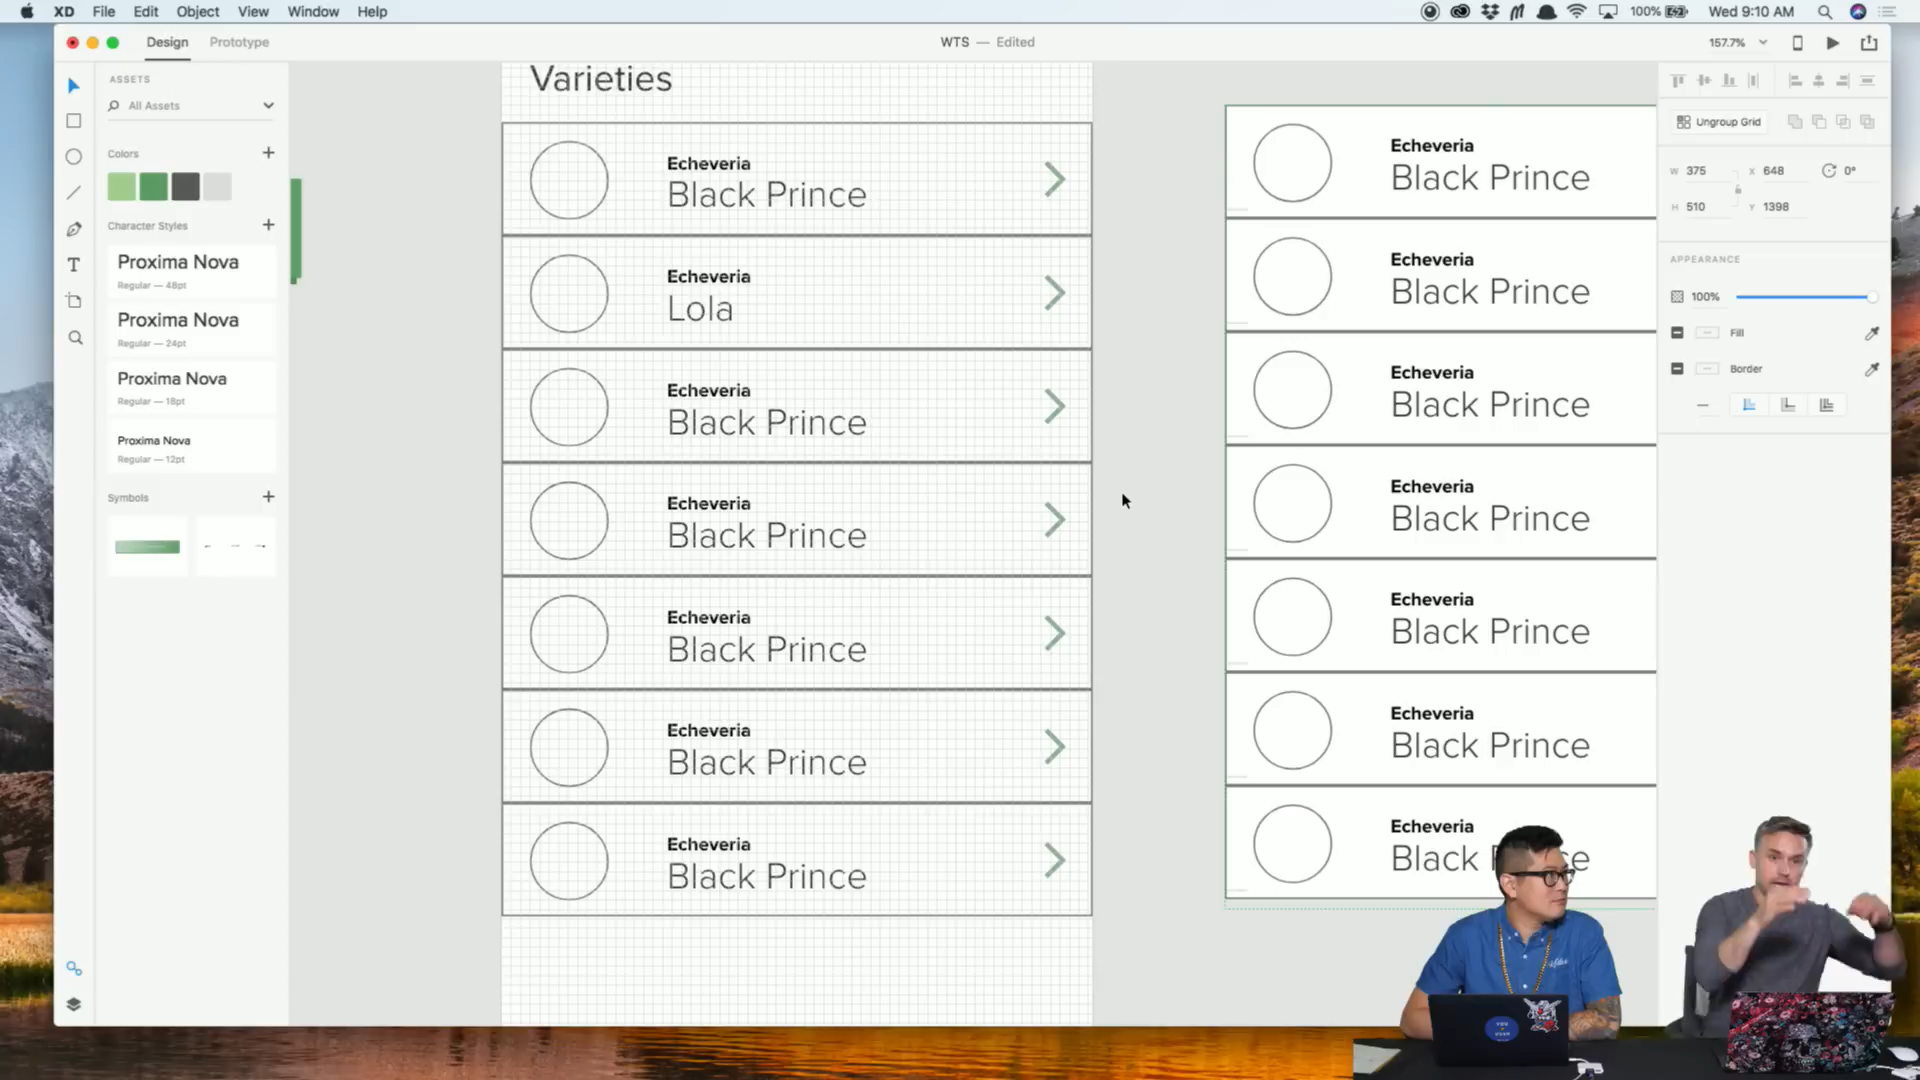 XD File Edit Object View Window Help
100% Wed 9:10 AM
Design Prototype
WTS — Edited
157.7%
ASSETS
All Assets
Colors
Character Styles
Proxima Nova
Regular — 48pt
Proxima Nova
Regular — 24pt
Proxima Nova
Regular — 18pt
Proxima Nova
Regular — 12pt
Symbols
Varieties
Echeveria
Black Prince
Echeveria
Lola
Echeveria
Black Prince
Echeveria
Black Prince
Echeveria
Black Prince
Echeveria
Black Prince
Echeveria
Black Prince
Echeveria
Black Prince
Echeveria
Black Prince
Echeveria
Black Prince
Echeveria
Black Prince
Echeveria
Black Prince
Echeveria
Black Prince
Echeveria
Black
Ungroup Grid
W 375 X 648 0°
H 510 Y 1398
APPEARANCE
100%
Fill
Border